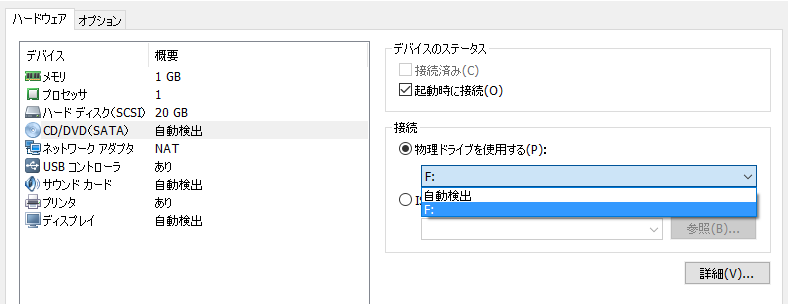 ハードウェア オプション
デバイス 概要
メモリ 1 GB
プロセッサ 1
ハード ディスク(SCSI) 20 GB
CD/DVD(SATA) 自動検出
ネットワーク アダプタ NAT
USB コントローラ あり
サウンド カード 自動検出
プリンタ あり
ディスプレイ 自動検出
デバイスのステータス
接続済み(C)
起動時に接続(O)
接続
物理ドライブを使用する(P):
F:
自動検出
F:
参照(B)...
詳細(V)...